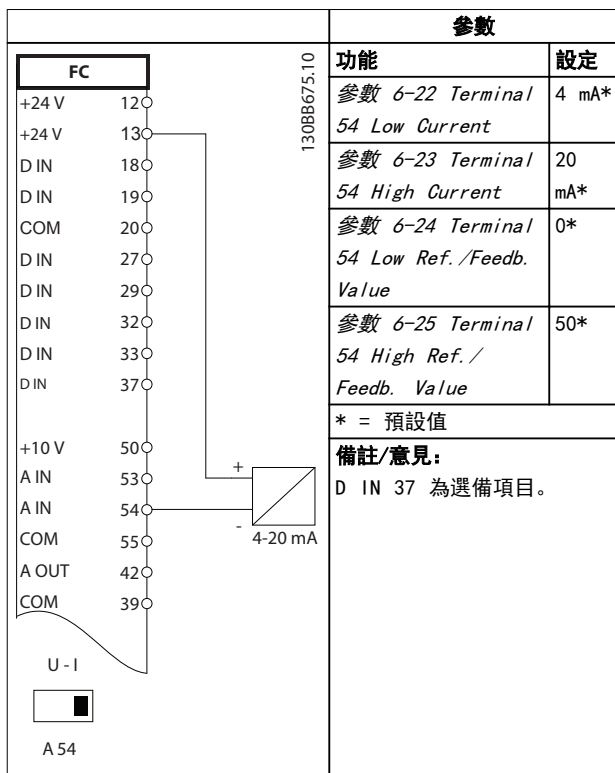 FC
130BB675.10
+24 V 12
+24 V 13
D IN 18
D IN 19
COM 20
D IN 27
D IN 29
D IN 32
D IN 33
D IN 37
+10 V 50
A IN 53
A IN 54
COM 55
A OUT 42
COM 39
+
-
4-20 mA
U - I
A 54
參數
功能 設定
參數 6-22 Terminal 4 mA*
54 Low Current
參數 6-23 Terminal 20
54 High Current mA*
參數 6-24 Terminal 0*
54 Low Ref./Feedb.
Value
參數 6-25 Terminal 50*
54 High Ref./
Feedb. Value
* = 預設值
備註/意見：
D IN 37 為選備項目。